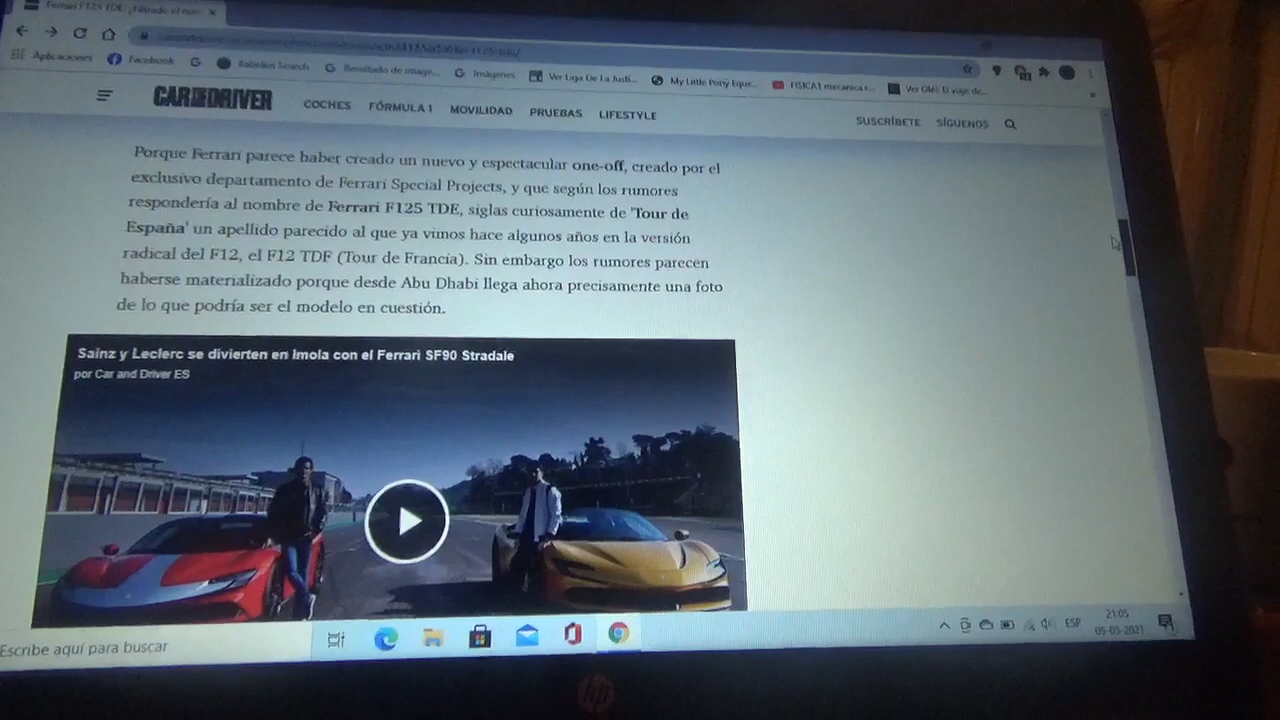 Ferrari F125 TDE: ¿Filtrado el nue
Aplicaciones Facebook Babylon Search Resultado de image... Imágenes Ver Liga De La Justi... My Little Pony Eque... FISICA1 mecanica c... Ver Olé: El viaje de...
CAR AND DRIVER COCHES FÓRMULA 1 MOVILIDAD PRUEBAS LIFESTYLE SUSCRÍBETE SÍGUENOS
Porque Ferrari parece haber creado un nuevo y espectacular one-off, creado por el
exclusivo departamento de Ferrari Special Projects, y que según los rumores
respondería al nombre de Ferrari F125 TDE, siglas curiosamente de 'Tour de
España' un apellido parecido al que ya vimos hace algunos años en la versión
radical del F12, el F12 TDF (Tour de Francia). Sin embargo los rumores parecen
haberse materializado porque desde Abu Dhabi llega ahora precisamente una foto
de lo que podría ser el modelo en cuestión.
Sainz y Leclerc se divierten en Imola con el Ferrari SF90 Stradale
por Car and Driver ES
Escribe aquí para buscar
ESP
21:05
05-05-2021
hp